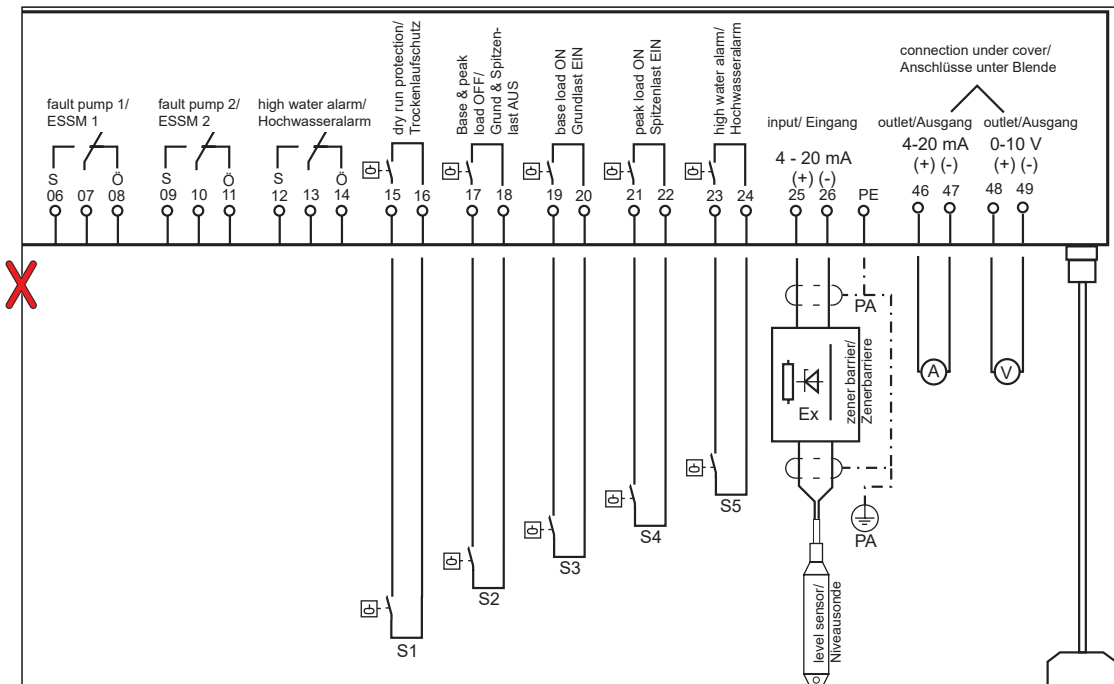 fault pump 1/
ESSM 1
fault pump 2/
ESSM 2
high water alarm/
Hochwasseralarm
dry run protection/
Trockenlaufschutz
Base & peak
load OFF/
Grund & Spitzen-
last AUS
base load ON
Grundlast EIN
peak load ON
Spitzenlast EIN
high water alarm/
Hochwasseralarm
input/ Eingang
4 - 20 mA
(+) (-)
connection under cover/
Anschlüsse unter Blende
outlet/Ausgang
4-20 mA
(+) (-)
outlet/Ausgang
0-10 V
(+) (-)
S Ö
S Ö
S Ö
06 07 08 09 10 11 12 13 14 15 16 17 18 19 20 21 22 23 24 25 26 PE 46 47 48 49
PA
zener barrier/
Zenerbarriere
Ex
A
V
S5
S4
PA
S3
S2
S1
level sensor/
Niveausonde